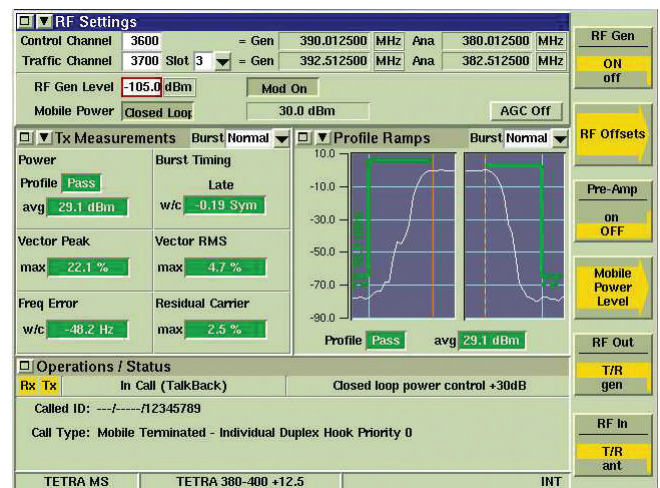 RF Settings
Control Channel 3600 = Gen 390.012500 MHz Ana 380.012500 MHz
Traffic Channel 3700 Slot 3 = Gen 392.512500 MHz Ana 382.512500 MHz
RF Gen Level -105.0 dBm Mod On
Mobile Power Closed Loop 30.0 dBm AGC Off
Tx Measurements Burst Normal
Power Burst Timing
Profile Pass Late
avg 29.1 dBm w/c -0.19 Sym
Vector Peak Vector RMS
max 22.1 % max 4.7 %
Freq Error Residual Carrier
w/c -48.2 Hz max 2.5 %
Profile Ramps Burst Normal
10.0
-10.0
-30.0
-50.0
-70.0
-90.0
Profile Pass avg 29.1 dBm
Operations / Status
Rx Tx In Call (TalkBack) Closed loop power control +30dB
Called ID: ---/-----/12345789
Call Type: Mobile Terminated - Individual Duplex Hook Priority 0
TETRA MS TETRA 380-400 +12.5 INT
RF Gen
ON
off
RF Offsets
Pre-Amp
on
OFF
Mobile
Power
Level
RF Out
T/R
gen
RF In
T/R
ant